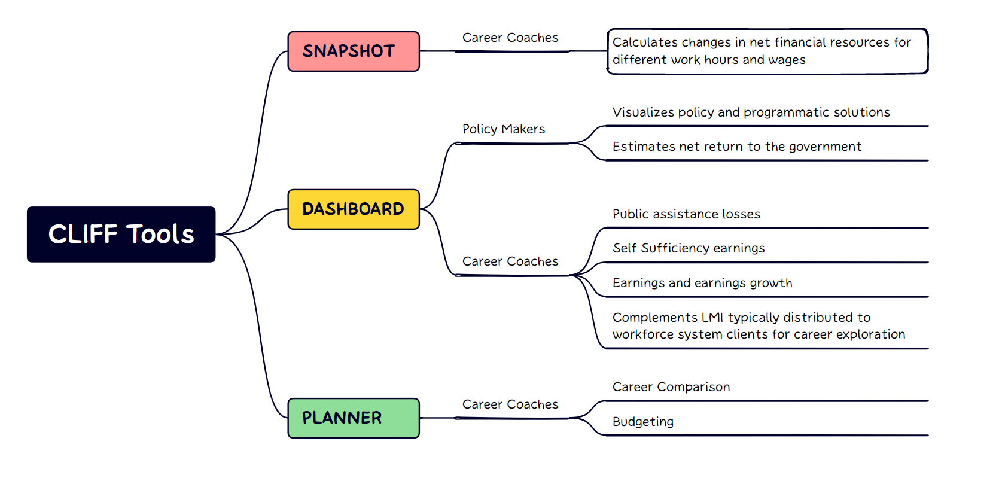 CLIFF Tools
SNAPSHOT
Career Coaches
Calculates changes in net financial resources for
different work hours and wages
DASHBOARD
Policy Makers
Visualizes policy and programmatic solutions
Estimates net return to the government
Career Coaches
Public assistance losses
Self Sufficiency earnings
Earnings and earnings growth
Complements LMI typically distributed to
workforce system clients for career exploration
PLANNER
Career Coaches
Career Comparison
Budgeting